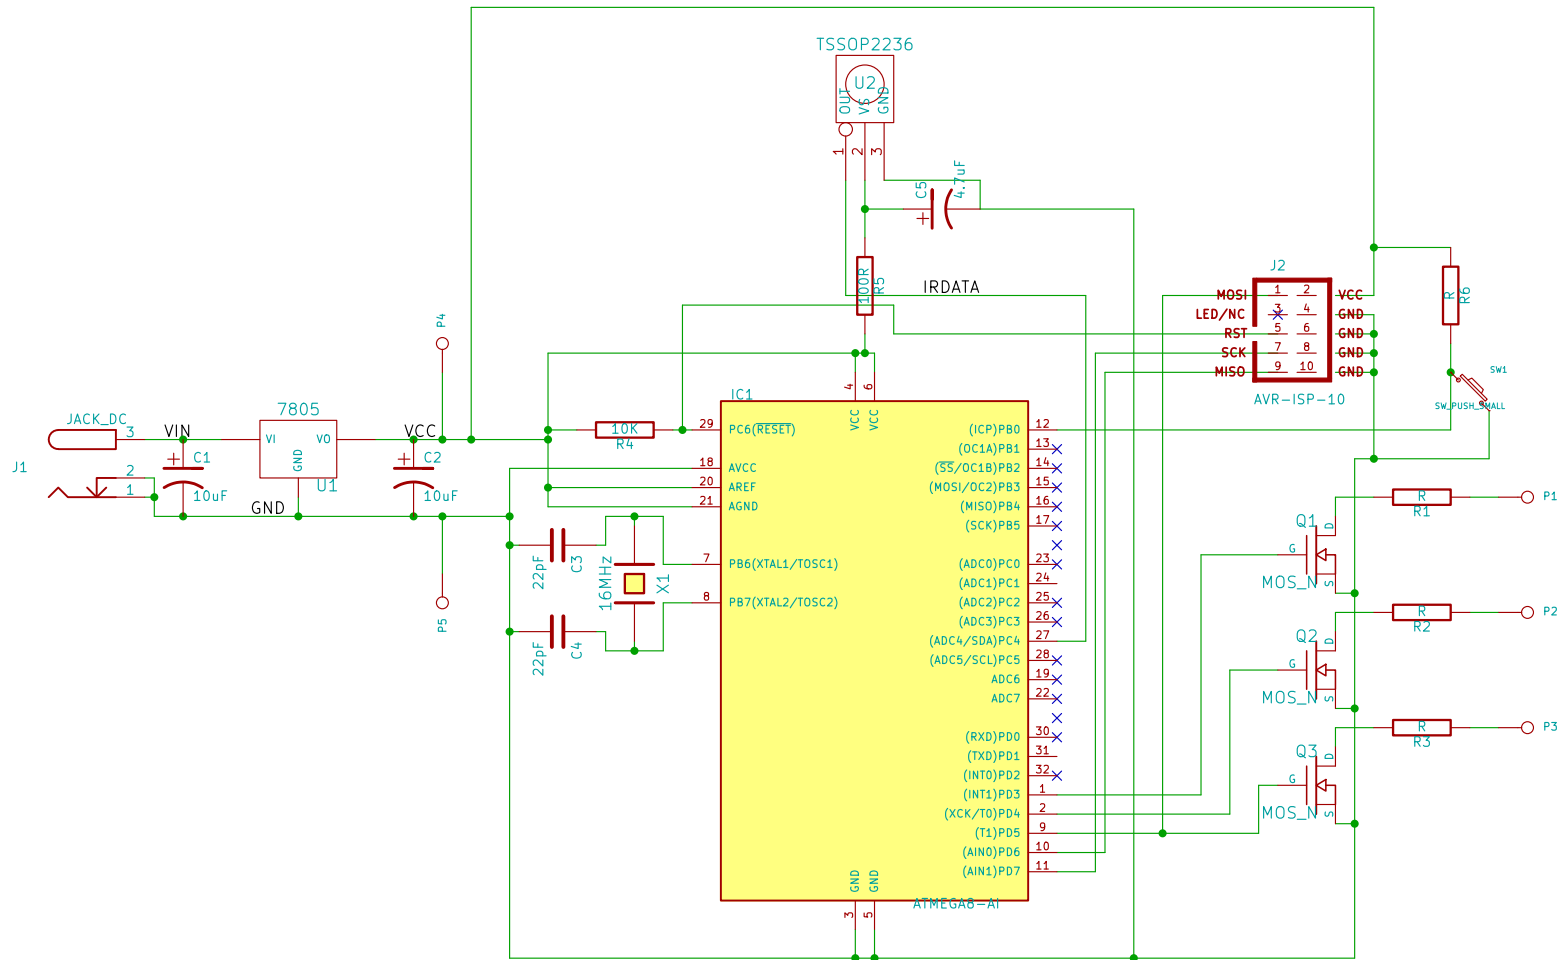 TSSOP2236
U2
OUT
VS
GND
1
2
3
C5
4.7uF
+
100R
R5
IRDATA
J2
MOSI 1 2 VCC
LED/NC 3 4 GND
RST 5 6 GND
SCK 7 8 GND
MISO 9 10 GND
AVR-ISP-10
R
R6
SW1
SW_PUSH_SMALL
P4
JACK_DC
3
J1
2
1
VIN
+
C1
10uF
7805
VI
VO
GND
U1
VCC
+
C2
10uF
GND
P5
10K
R4
22pF
C3
22pF
C4
16MHz
X1
IC1
4
6
VCC
VCC
29 PC6(RESET)
18 AVCC
20 AREF
21 AGND
7 PB6(XTAL1/TOSC1)
8 PB7(XTAL2/TOSC2)
(ICP)PB0 12
(OC1A)PB1 13
(SS/OC1B)PB2 14
(MOSI/OC2)PB3 15
(MISO)PB4 16
(SCK)PB5 17
(ADC0)PC0 23
(ADC1)PC1 24
(ADC2)PC2 25
(ADC3)PC3 26
(ADC4/SDA)PC4 27
(ADC5/SCL)PC5 28
ADC6 19
ADC7 22
(RXD)PD0 30
(TXD)PD1 31
(INT0)PD2 32
(INT1)PD3 1
(XCK/T0)PD4 2
(T1)PD5 9
(AIN0)PD6 10
(AIN1)PD7 11
GND
GND
3
5
ATMEGA8-AI
R
R1
P1
Q1
D
G
S
MOS_N
R
R2
P2
Q2
D
G
S
MOS_N
R
R3
P3
Q3
D
G
S
MOS_N